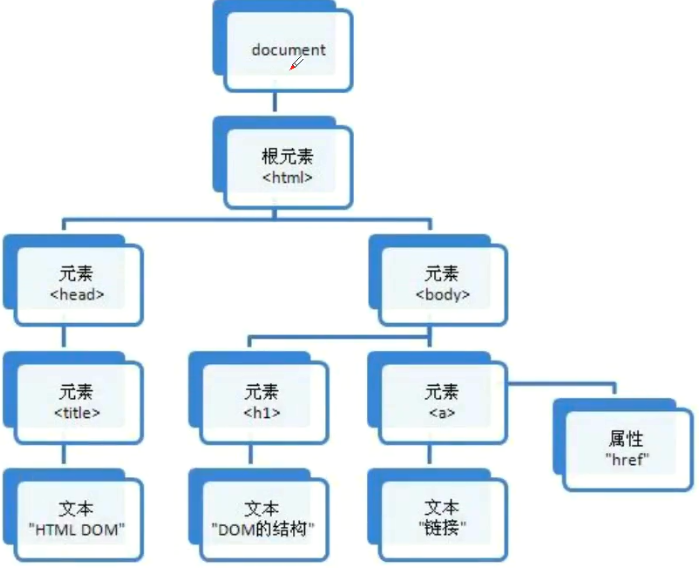 document
根元素
<html>
元素
<head>
元素
<body>
元素
<title>
元素
<h1>
元素
<a>
属性
"href"
文本
"HTML DOM"
文本
"DOM的结构"
文本
"链接"